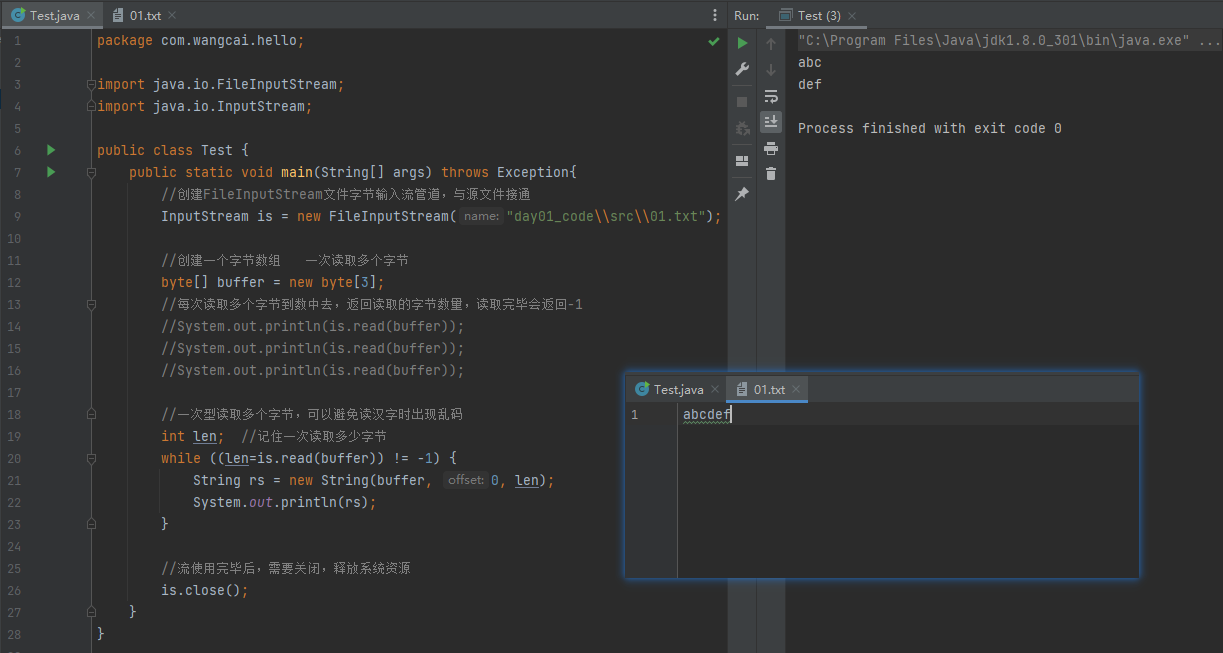 Test.java 01.txt Run: Test (3)
1 package com.wangcai.hello;
2
3 import java.io.FileInputStream;
4 import java.io.InputStream;
5
6 public class Test {
7 public static void main(String[] args) throws Exception{
8 //创建FileInputStream文件字节输入流管道，与源文件接通
9 InputStream is = new FileInputStream( name: "day01_code\\src\\01.txt");
10
11 //创建一个字节数组 一次读取多个字节
12 byte[] buffer = new byte[3];
13 //每次读取多个字节到数中去，返回读取的字节数量，读取完毕会返回-1
14 //System.out.println(is.read(buffer));
15 //System.out.println(is.read(buffer));
16 //System.out.println(is.read(buffer));
17
18 //一次型读取多个字节，可以避免读汉字时出现乱码
19 int len; //记住一次读取多少字节
20 while ((len=is.read(buffer)) != -1) {
21 String rs = new String(buffer, offset: 0, len);
22 System.out.println(rs);
23 }
24
25 //流使用完毕后，需要关闭，释放系统资源
26 is.close();
27 }
28 }
"C:\Program Files\Java\jdk1.8.0_301\bin\java.exe" ...
abc
def
Process finished with exit code 0
Test.java 01.txt
1 abcdef